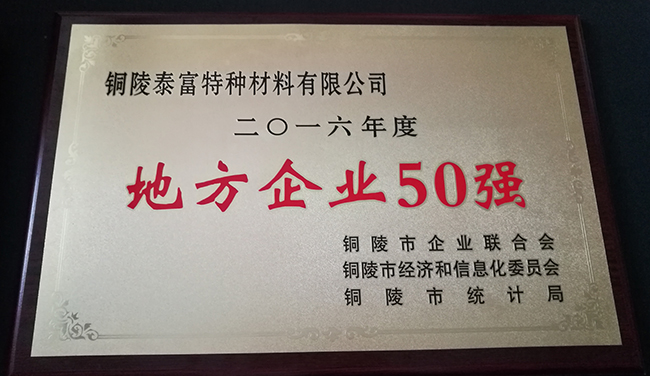 铜陵泰富特种材料有限公司
二〇一六年度
地方企业50强
铜陵市企业联合会
铜陵市经济和信息化委员会
铜陵市统计局